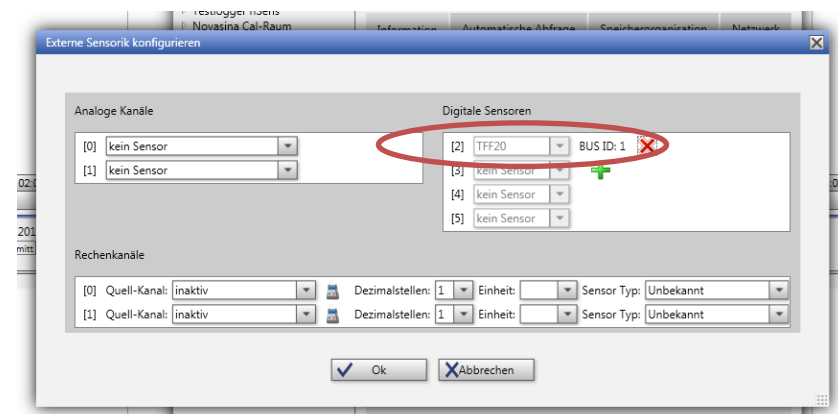 Testlogger nSens
Novasina Cal-Raum
Information Automatische Abfrage Speicherorganisation Netzwerk
Externe Sensorik konfigurieren
Analoge Kanäle
Digitale Sensoren
[0] kein Sensor
[1] kein Sensor
[2] TFF20 BUS ID: 1
[3] kein Sensor
[4] kein Sensor
[5] kein Sensor
Rechenkanäle
[0] Quell-Kanal: inaktiv Dezimalstellen: 1 Einheit: Sensor Typ: Unbekannt
[1] Quell-Kanal: inaktiv Dezimalstellen: 1 Einheit: Sensor Typ: Unbekannt
Ok
Abbrechen